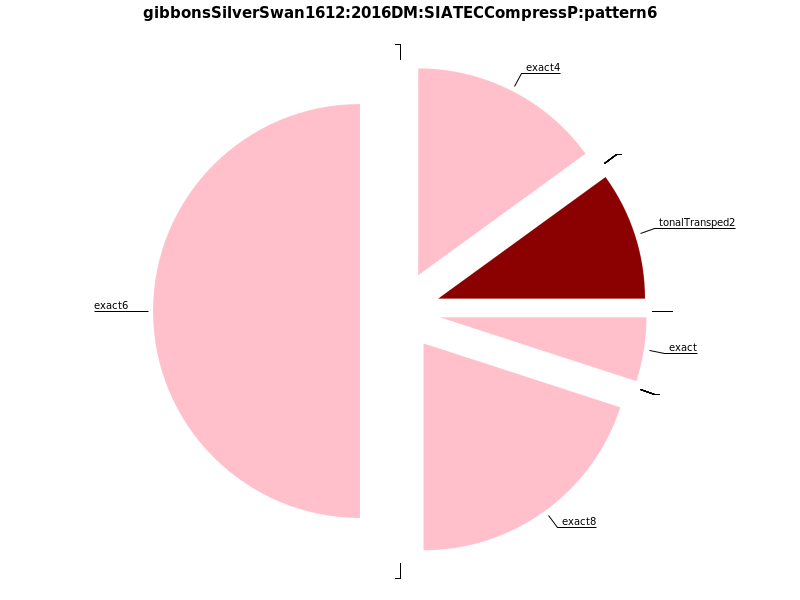 gibbonsSilverSwan1612:2016DM:SIATECCompressP:pattern6
exact4
tonalTransped2
exact6
exact
exact8